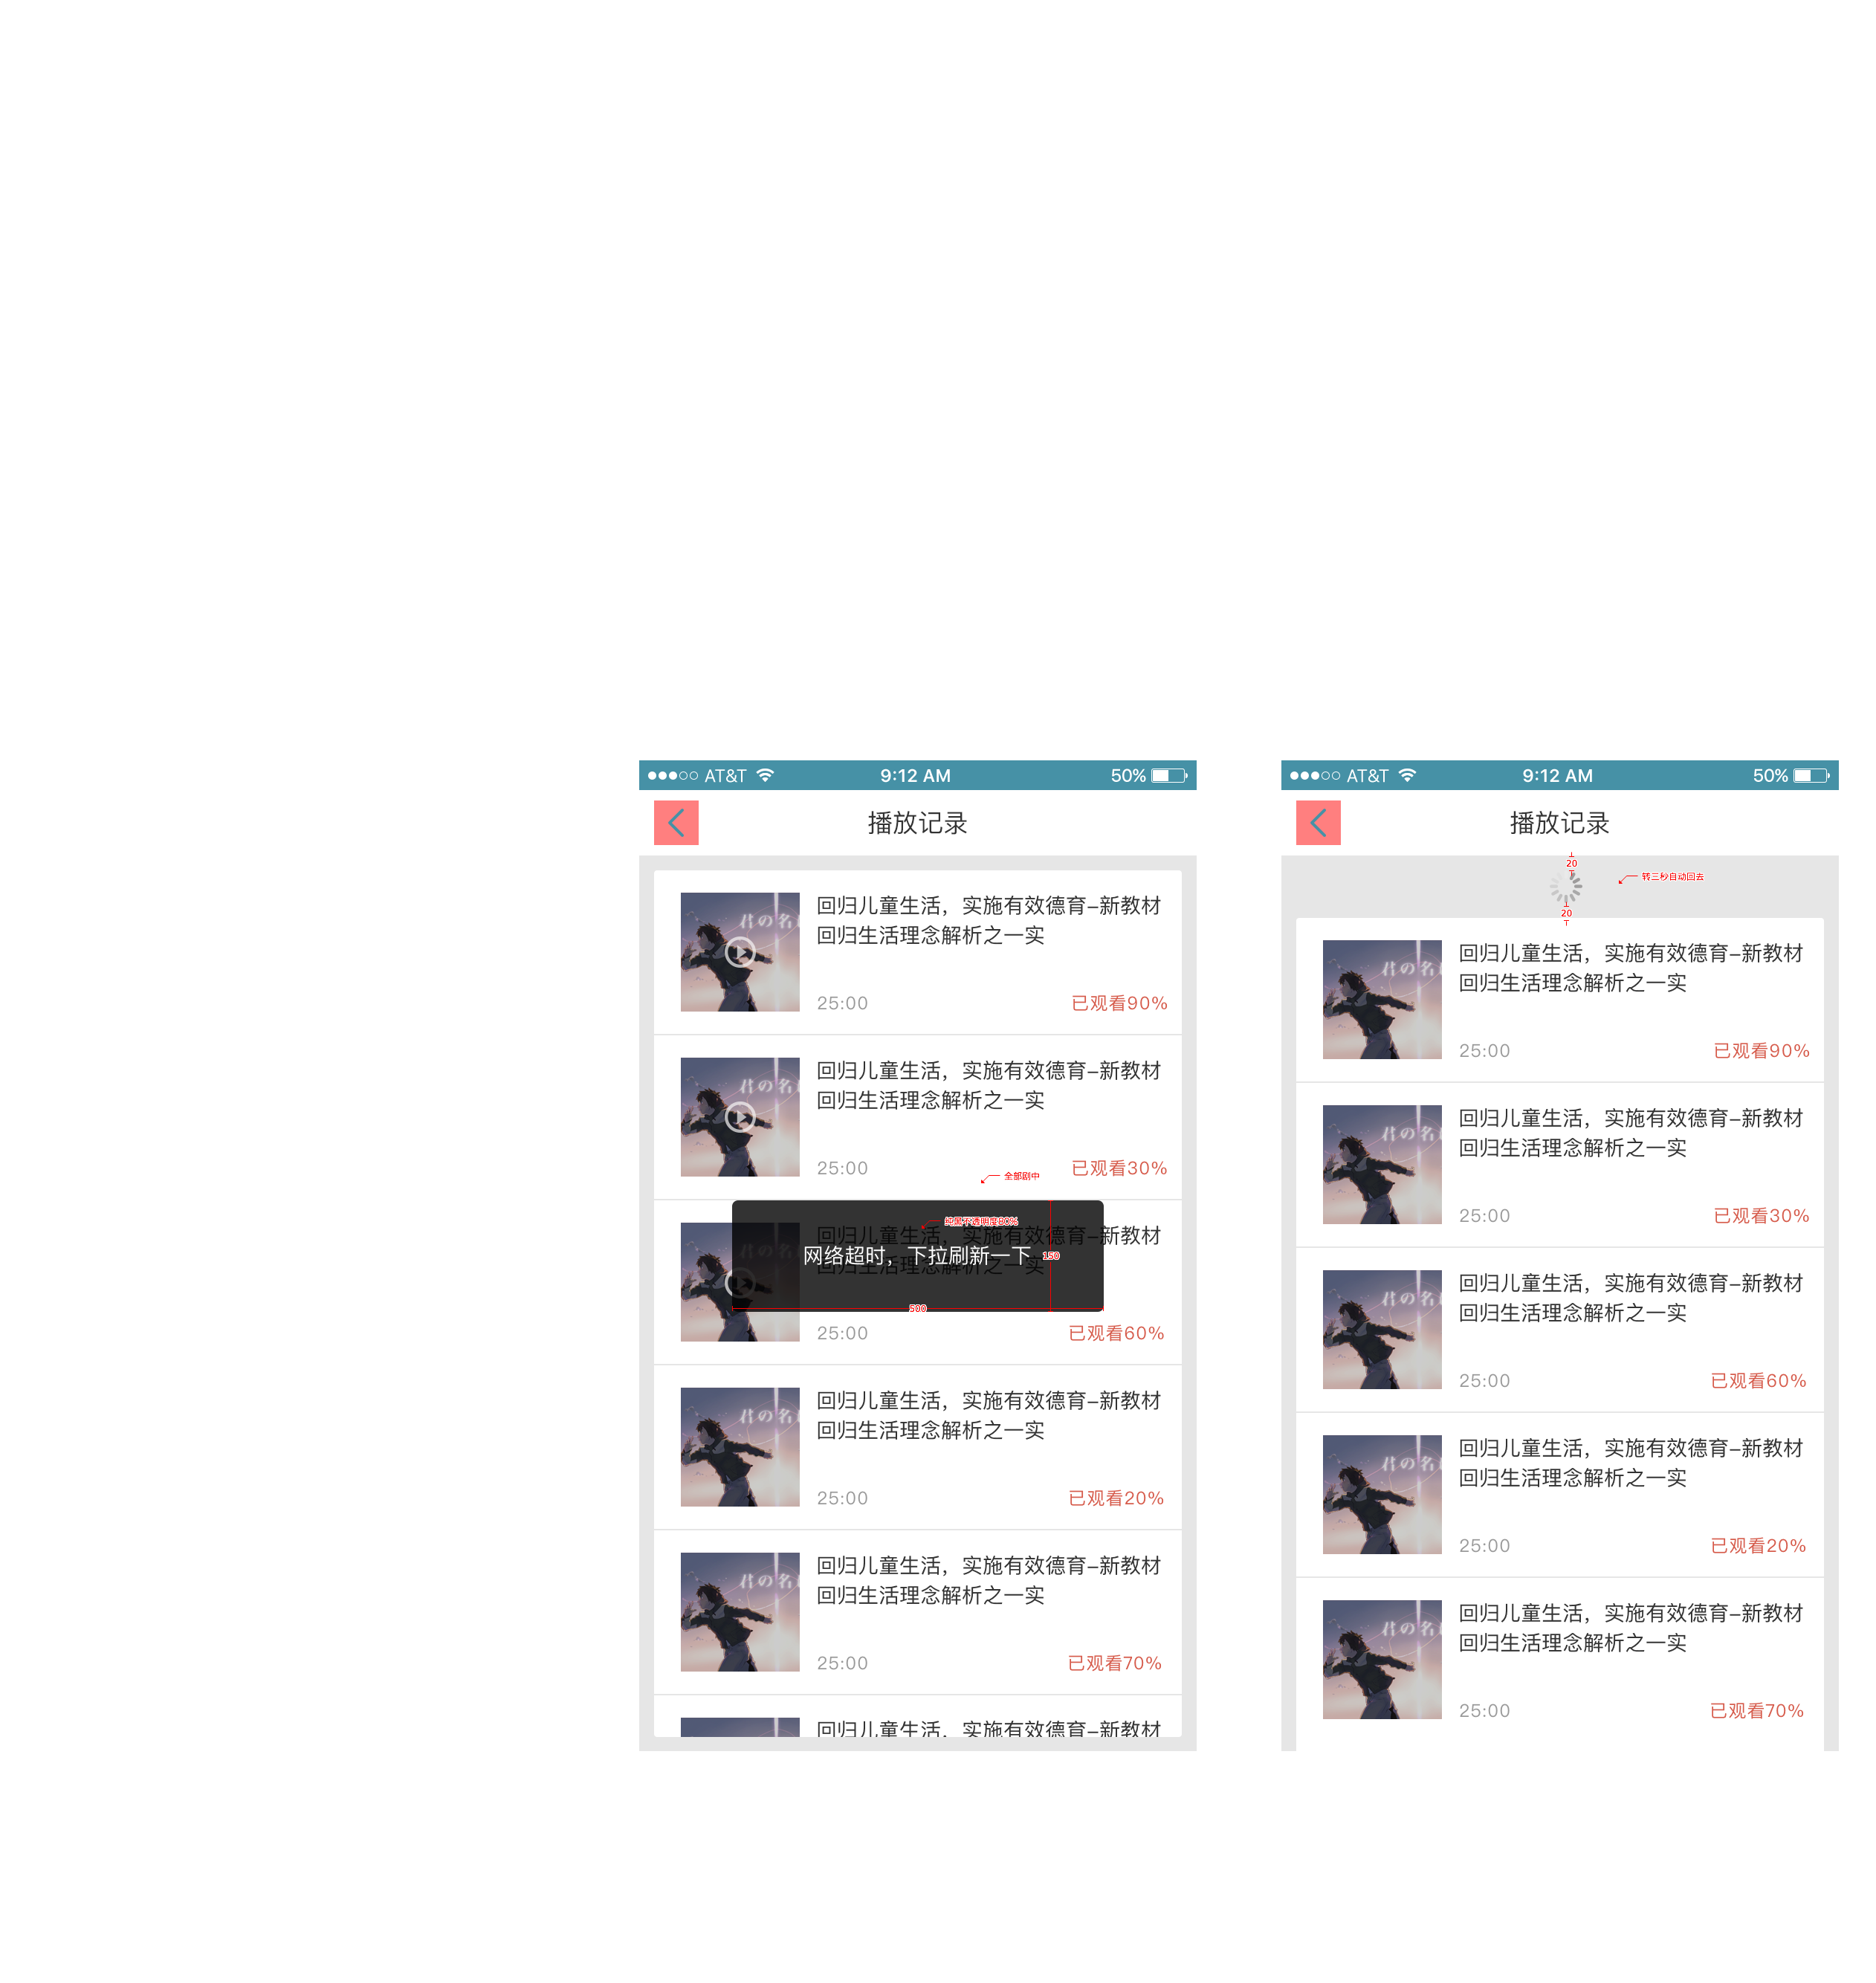 AT&T 9:12 AM 50%
播放记录
君の名
回归儿童生活，实施有效德育-新教材
回归生活理念解析之一实
25:00 已观看90%
君の名
回归儿童生活，实施有效德育-新教材
回归生活理念解析之一实
25:00 已观看30%
全部剧中
纯黑不透明度80%
回归儿童生活，实施有效德育-新教材
网络超时，下拉刷新一下
150
回归生活理念解析之一实
500
25:00 已观看60%
君の名
回归儿童生活，实施有效德育-新教材
回归生活理念解析之一实
25:00 已观看20%
君の名
回归儿童生活，实施有效德育-新教材
回归生活理念解析之一实
25:00 已观看70%
回归儿童生活，实施有效德育-新教材
AT&T 9:12 AM 50%
播放记录
20
转三秒自动回去
20
君の名
回归儿童生活，实施有效德育-新教材
回归生活理念解析之一实
25:00 已观看90%
君の名
回归儿童生活，实施有效德育-新教材
回归生活理念解析之一实
25:00 已观看30%
君の名
回归儿童生活，实施有效德育-新教材
回归生活理念解析之一实
25:00 已观看60%
君の名
回归儿童生活，实施有效德育-新教材
回归生活理念解析之一实
25:00 已观看20%
君の名
回归儿童生活，实施有效德育-新教材
回归生活理念解析之一实
25:00 已观看70%